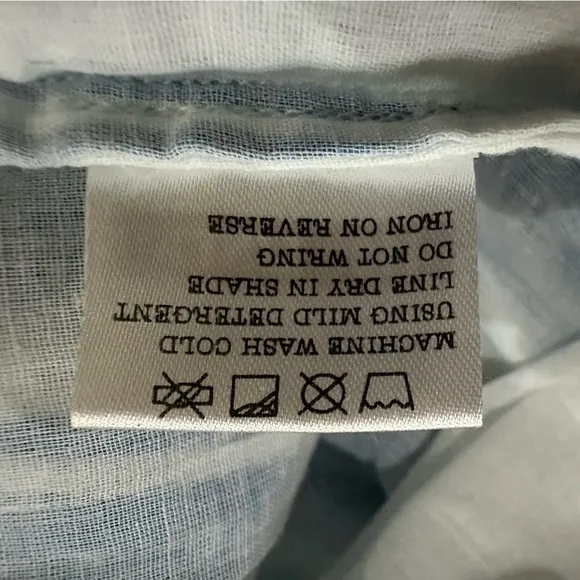 MACHINE WASH COLD
USING MILD DETERGENT
LINE DRY IN SHADE
DO NOT WRING
IRON ON REVERSE